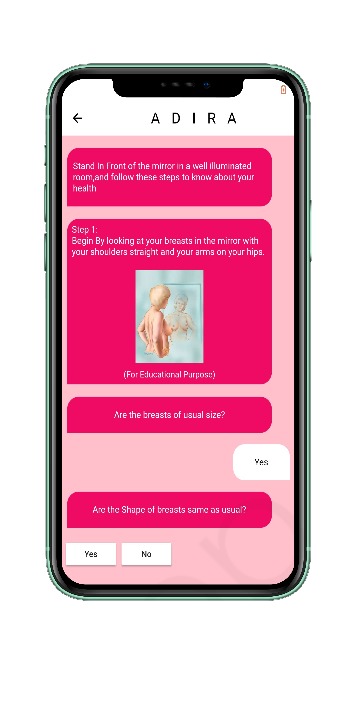 A D I R A
Stand In Front of the mirror in a well illuminated
room,and follow these steps to know about your
health
Step 1:
Begin By looking at your breasts in the mirror with
your shoulders straight and your arms on your hips.
(For Educational Purpose)
Are the breasts of usual size?
Yes
Are the Shape of breasts same as usual?
Yes No